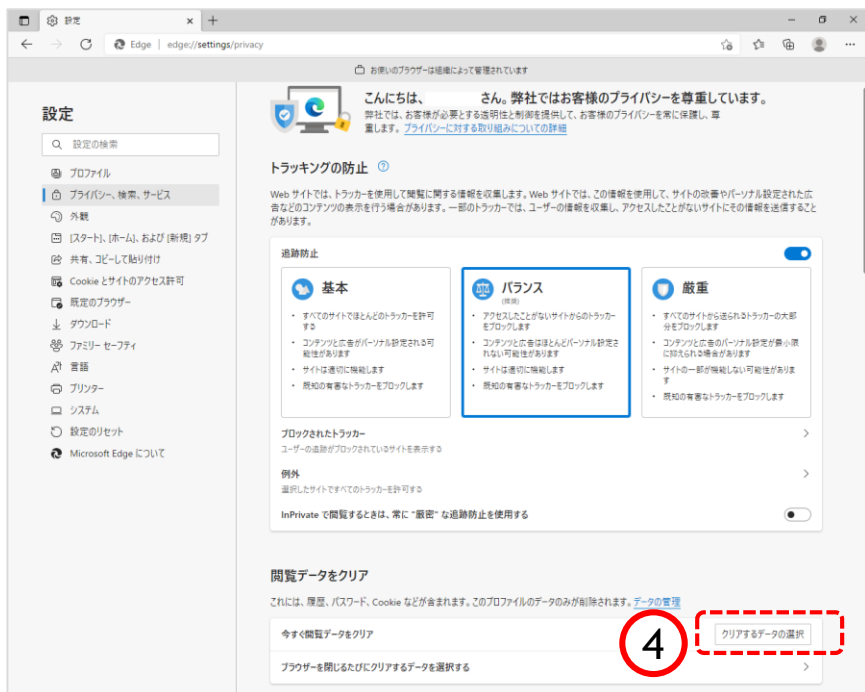 設定
Edge | edge://settings/privacy
お使いのブラウザーは組織によって管理されています
設定
設定の検索
プロファイル
プライバシー、検索、サービス
外観
[スタート]、[ホーム]、および [新規] タブ
共有、コピーして貼り付け
Cookie とサイトのアクセス許可
既定のブラウザー
ダウンロード
ファミリー セーフティ
言語
プリンター
システム
設定のリセット
Microsoft Edge について
こんにちは、 さん。弊社ではお客様のプライバシーを尊重しています。
弊社では、お客様が必要とする透明性と制御を提供して、お客様のプライバシーを常に保護し、尊
重します。プライバシーに対する取り組みについての詳細
トラッキングの防止
Web サイトでは、トラッカーを使用して閲覧に関する情報を収集します。Web サイトでは、この情報を使用して、サイトの改善やパーソナル設定された広
告などのコンテンツの表示を行う場合があります。一部のトラッカーでは、ユーザーの情報を収集し、アクセスしたことがないサイトにその情報を送信すること
があります。
追跡防止
基本
・ すべてのサイトでほとんどのトラッカーを許可
する
・ コンテンツと広告がパーソナル設定される可
能性があります
・ サイトは適切に機能します
・ 既知の有害なトラッカーをブロックします
バランス
(推奨)
・ アクセスしたことがないサイトからのトラッカー
をブロックします
・ コンテンツと広告はほとんどパーソナル設定さ
れない可能性があります
・ サイトは適切に機能します
・ 既知の有害なトラッカーをブロックします
厳重
・ すべてのサイトから送られるトラッカーの大部
分をブロックします
・ コンテンツと広告のパーソナル設定が最小限
に抑えられる場合があります
・ サイトの一部が機能しない可能性がありま
す
・ 既知の有害なトラッカーをブロックします
ブロックされたトラッカー
ユーザーの追跡がブロックされているサイトを表示する
例外
選択したサイトですべてのトラッカーを許可する
InPrivate で閲覧するときは、常に "厳密" な追跡防止を使用する
閲覧データをクリア
これには、履歴、パスワード、Cookie などが含まれます。このプロファイルのデータのみが削除されます。データの管理
今すぐ閲覧データをクリア
4
クリアするデータの選択
ブラウザーを閉じるたびにクリアするデータを選択する